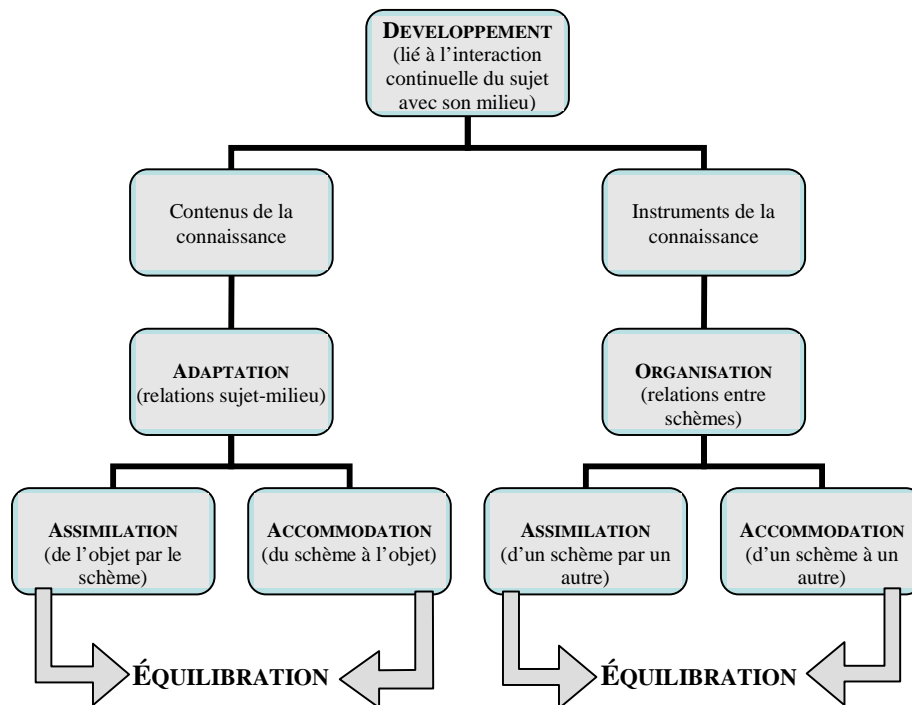 DEVELOPPEMENT
(lié à l'interaction
continuelle du sujet
avec son milieu)
Contenus de la
connaissance
Instruments de la
connaissance
ADAPTATION
(relations sujet-milieu)
ORGANISATION
(relations entre
schèmes)
ASSIMILATION
(de l'objet par le
schème)
ACCOMMODATION
(du schème à l'objet)
ASSIMILATION
(d'un schème par un
autre)
ACCOMMODATION
(d'un schème à un
autre)
ÉQUILIBRATION
ÉQUILIBRATION